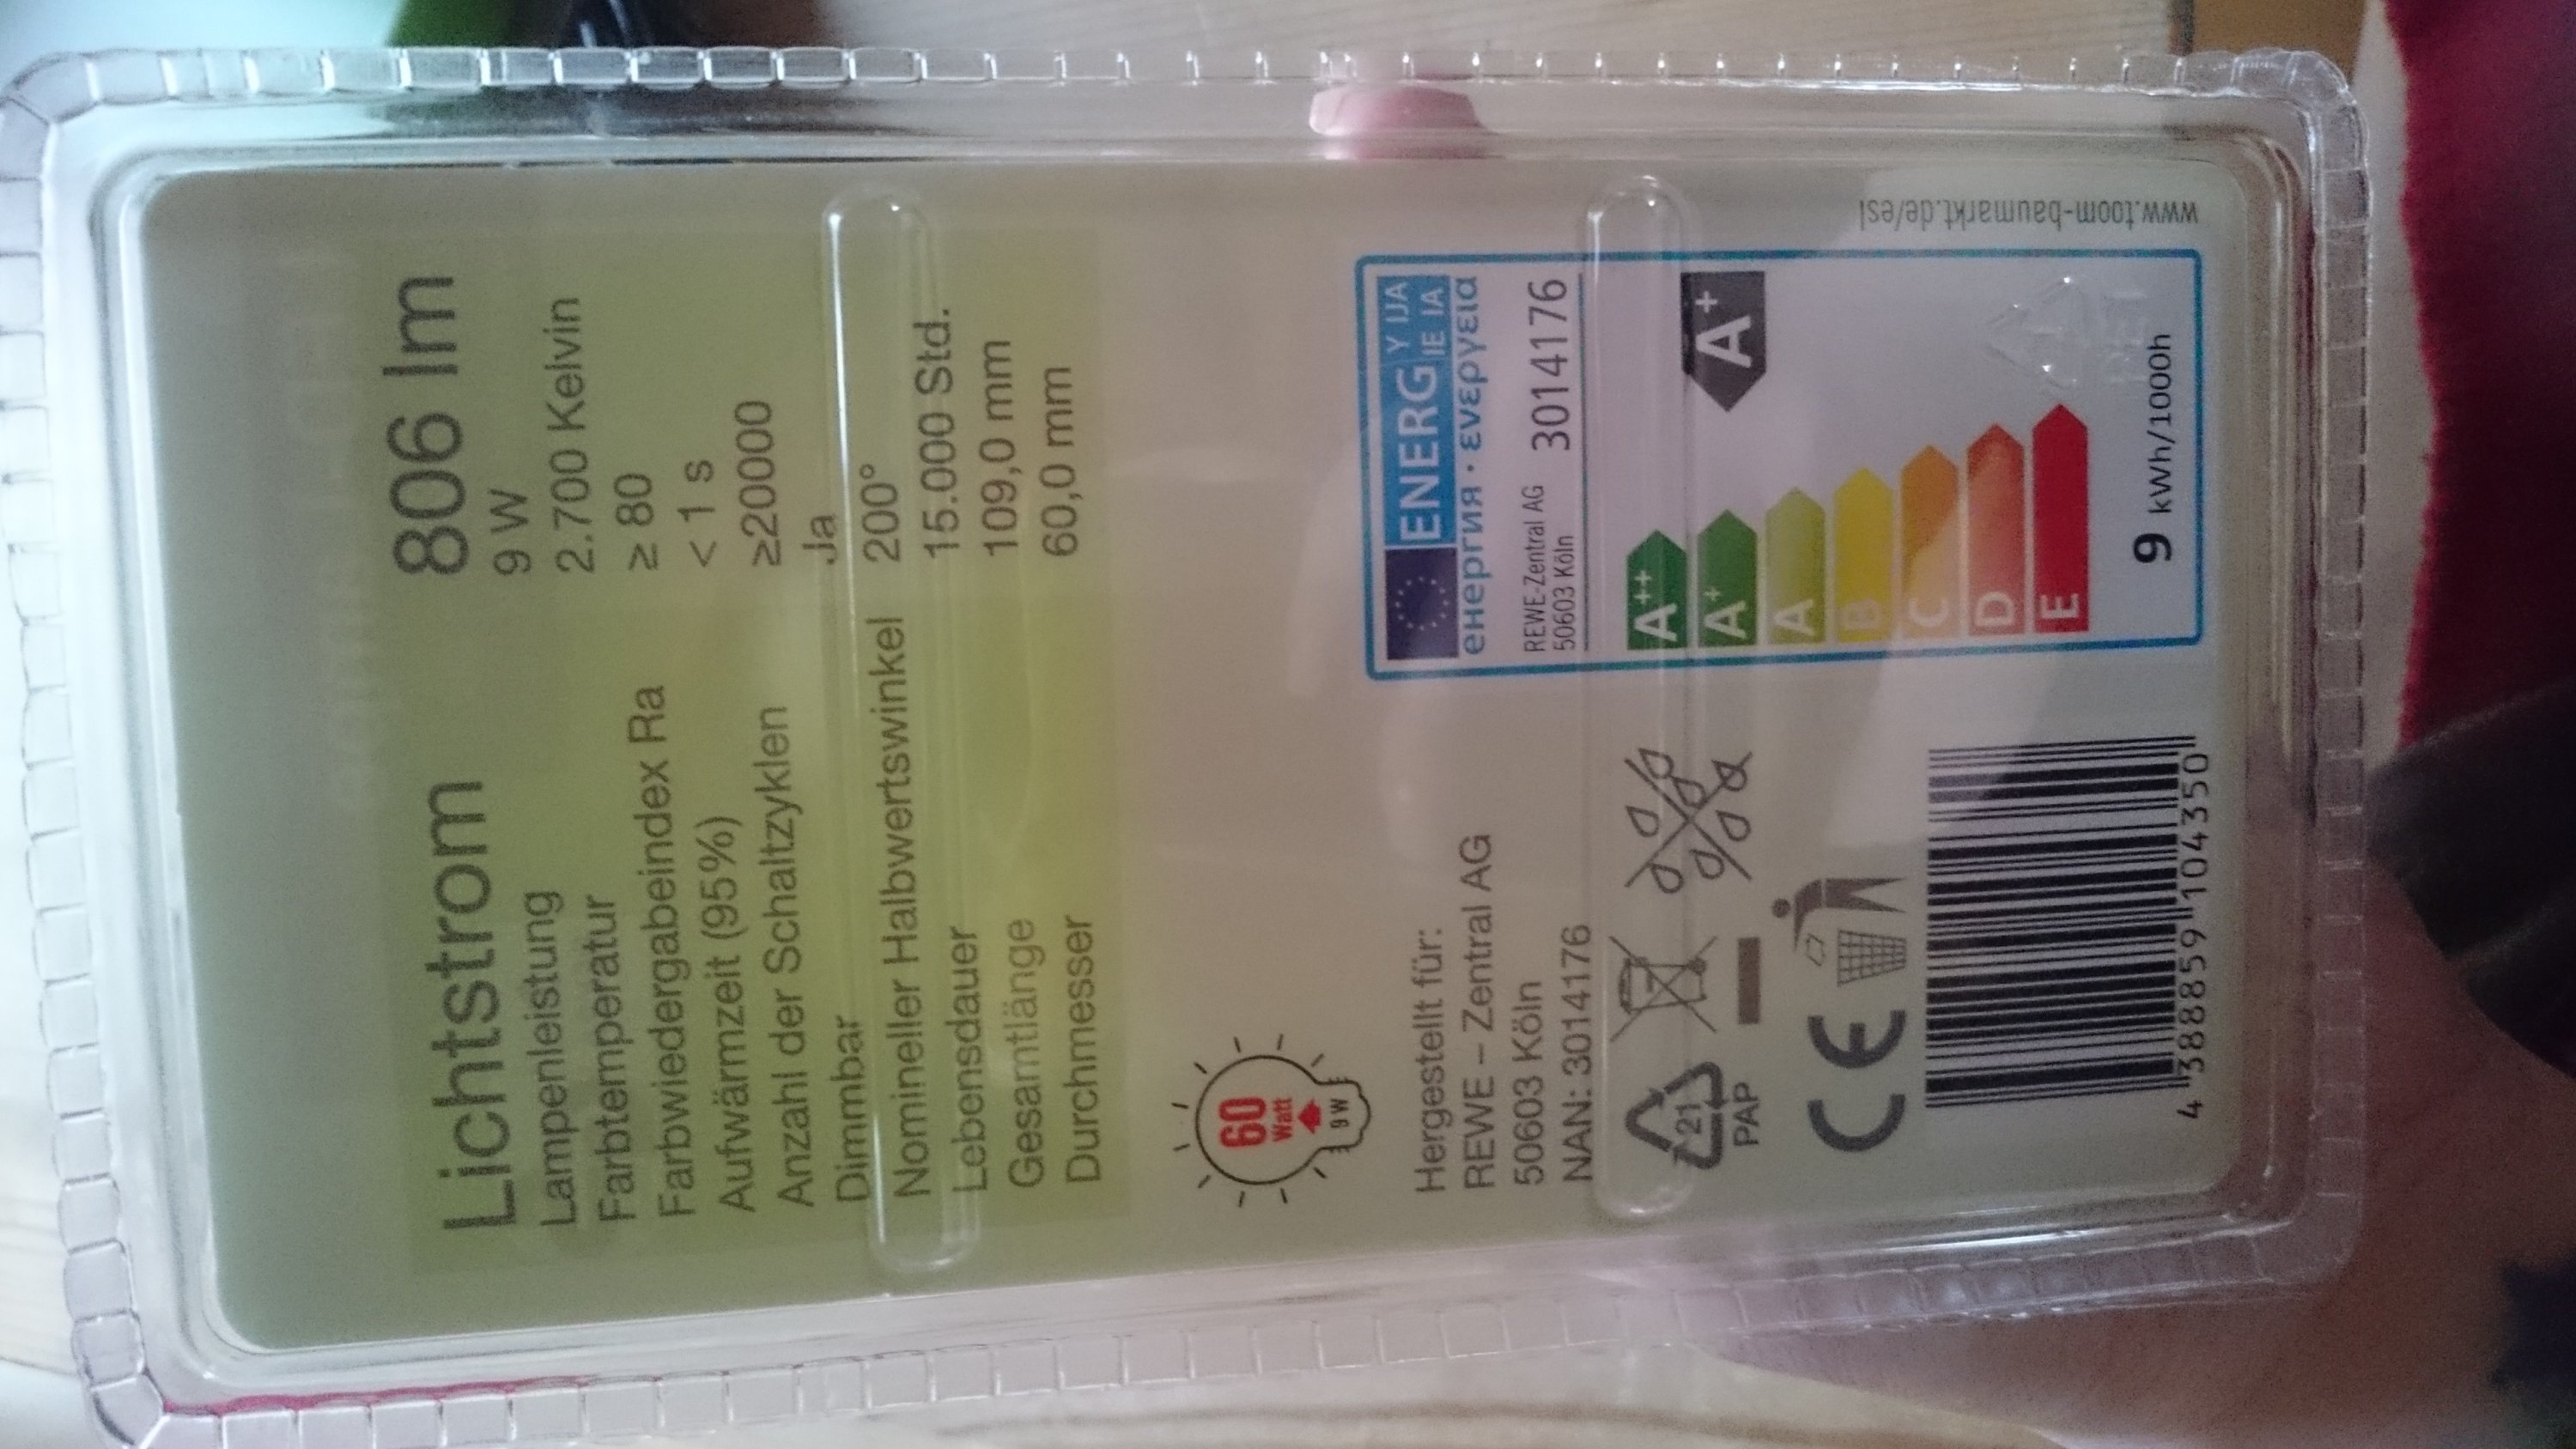 Lichtstrom 806 lm
Lampenleistung 9 W
Farbtemperatur 2.700 Kelvin
Farbwiedergabeindex Ra ≥ 80
Aufwärmzeit (95%) < 1 s
Anzahl der Schaltzyklen ≥20000
Dimmbar Ja
Nomineller Halbwertswinkel 200°
Lebensdauer 15.000 Std.
Gesamtlänge 109,0 mm
Durchmesser 60,0 mm
60
Watt
9 W
Hergestellt für:
REWE – Zentral AG
50603 Köln
NAN: 3014176
21
PAP
CE
4 388859 104350
ENERG Y IJA
IE IA
енергия · ενεργεια
REWE-Zentral AG 3014176
50603 Köln
A++
A+ A+
A
B
C
D
E
9 kWh/1000h
1
PET
www.toom-baumarkt.de/esl